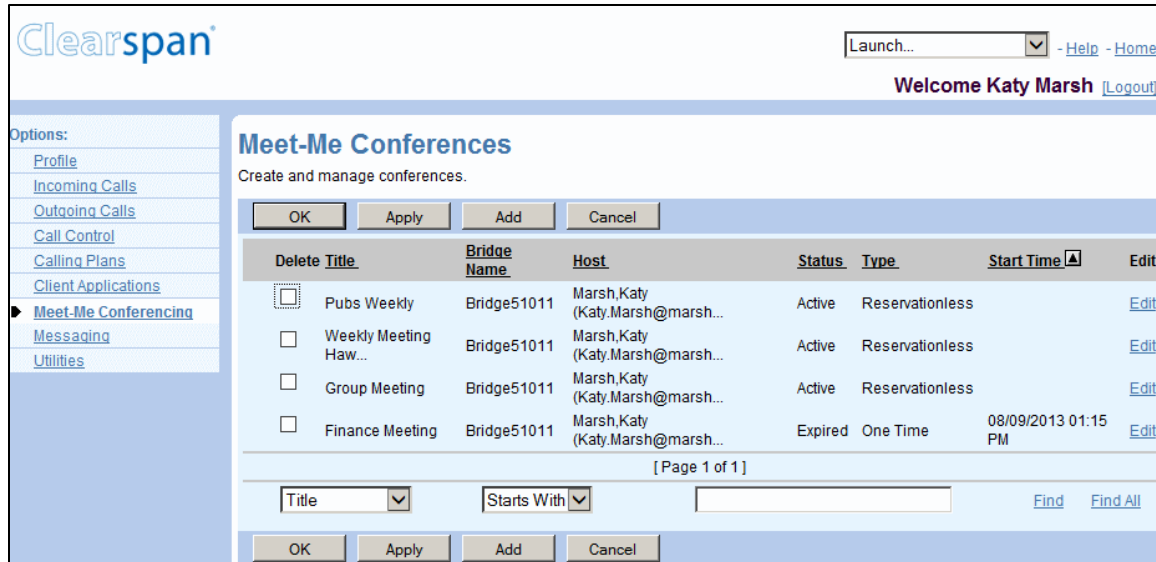 Clearspan®
Launch... - Help - Home
Welcome Katy Marsh [Logout]
Options:
Profile
Incoming Calls
Outgoing Calls
Call Control
Calling Plans
Client Applications
Meet-Me Conferencing
Messaging
Utilities
Meet-Me Conferences
Create and manage conferences.
OK Apply Add Cancel
Delete Title Bridge Name Host Status Type Start Time Edit
Pubs Weekly Bridge51011 Marsh,Katy (Katy.Marsh@marsh... Active Reservationless Edit
Weekly Meeting Haw... Bridge51011 Marsh,Katy (Katy.Marsh@marsh... Active Reservationless Edit
Group Meeting Bridge51011 Marsh,Katy (Katy.Marsh@marsh... Active Reservationless Edit
Finance Meeting Bridge51011 Marsh,Katy (Katy.Marsh@marsh... Expired One Time 08/09/2013 01:15 PM Edit
[ Page 1 of 1 ]
Title Starts With Find Find All
OK Apply Add Cancel